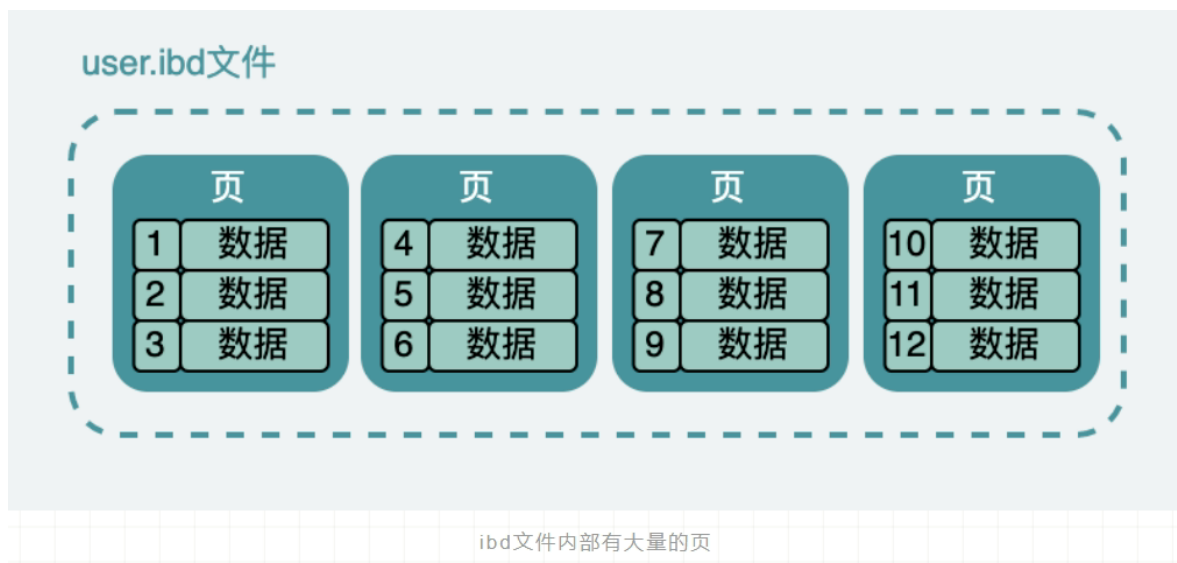 user.ibd文件
页 页 页 页
1 数据 4 数据 7 数据 10 数据
2 数据 5 数据 8 数据 11 数据
3 数据 6 数据 9 数据 12 数据
ibd文件内部有大量的页